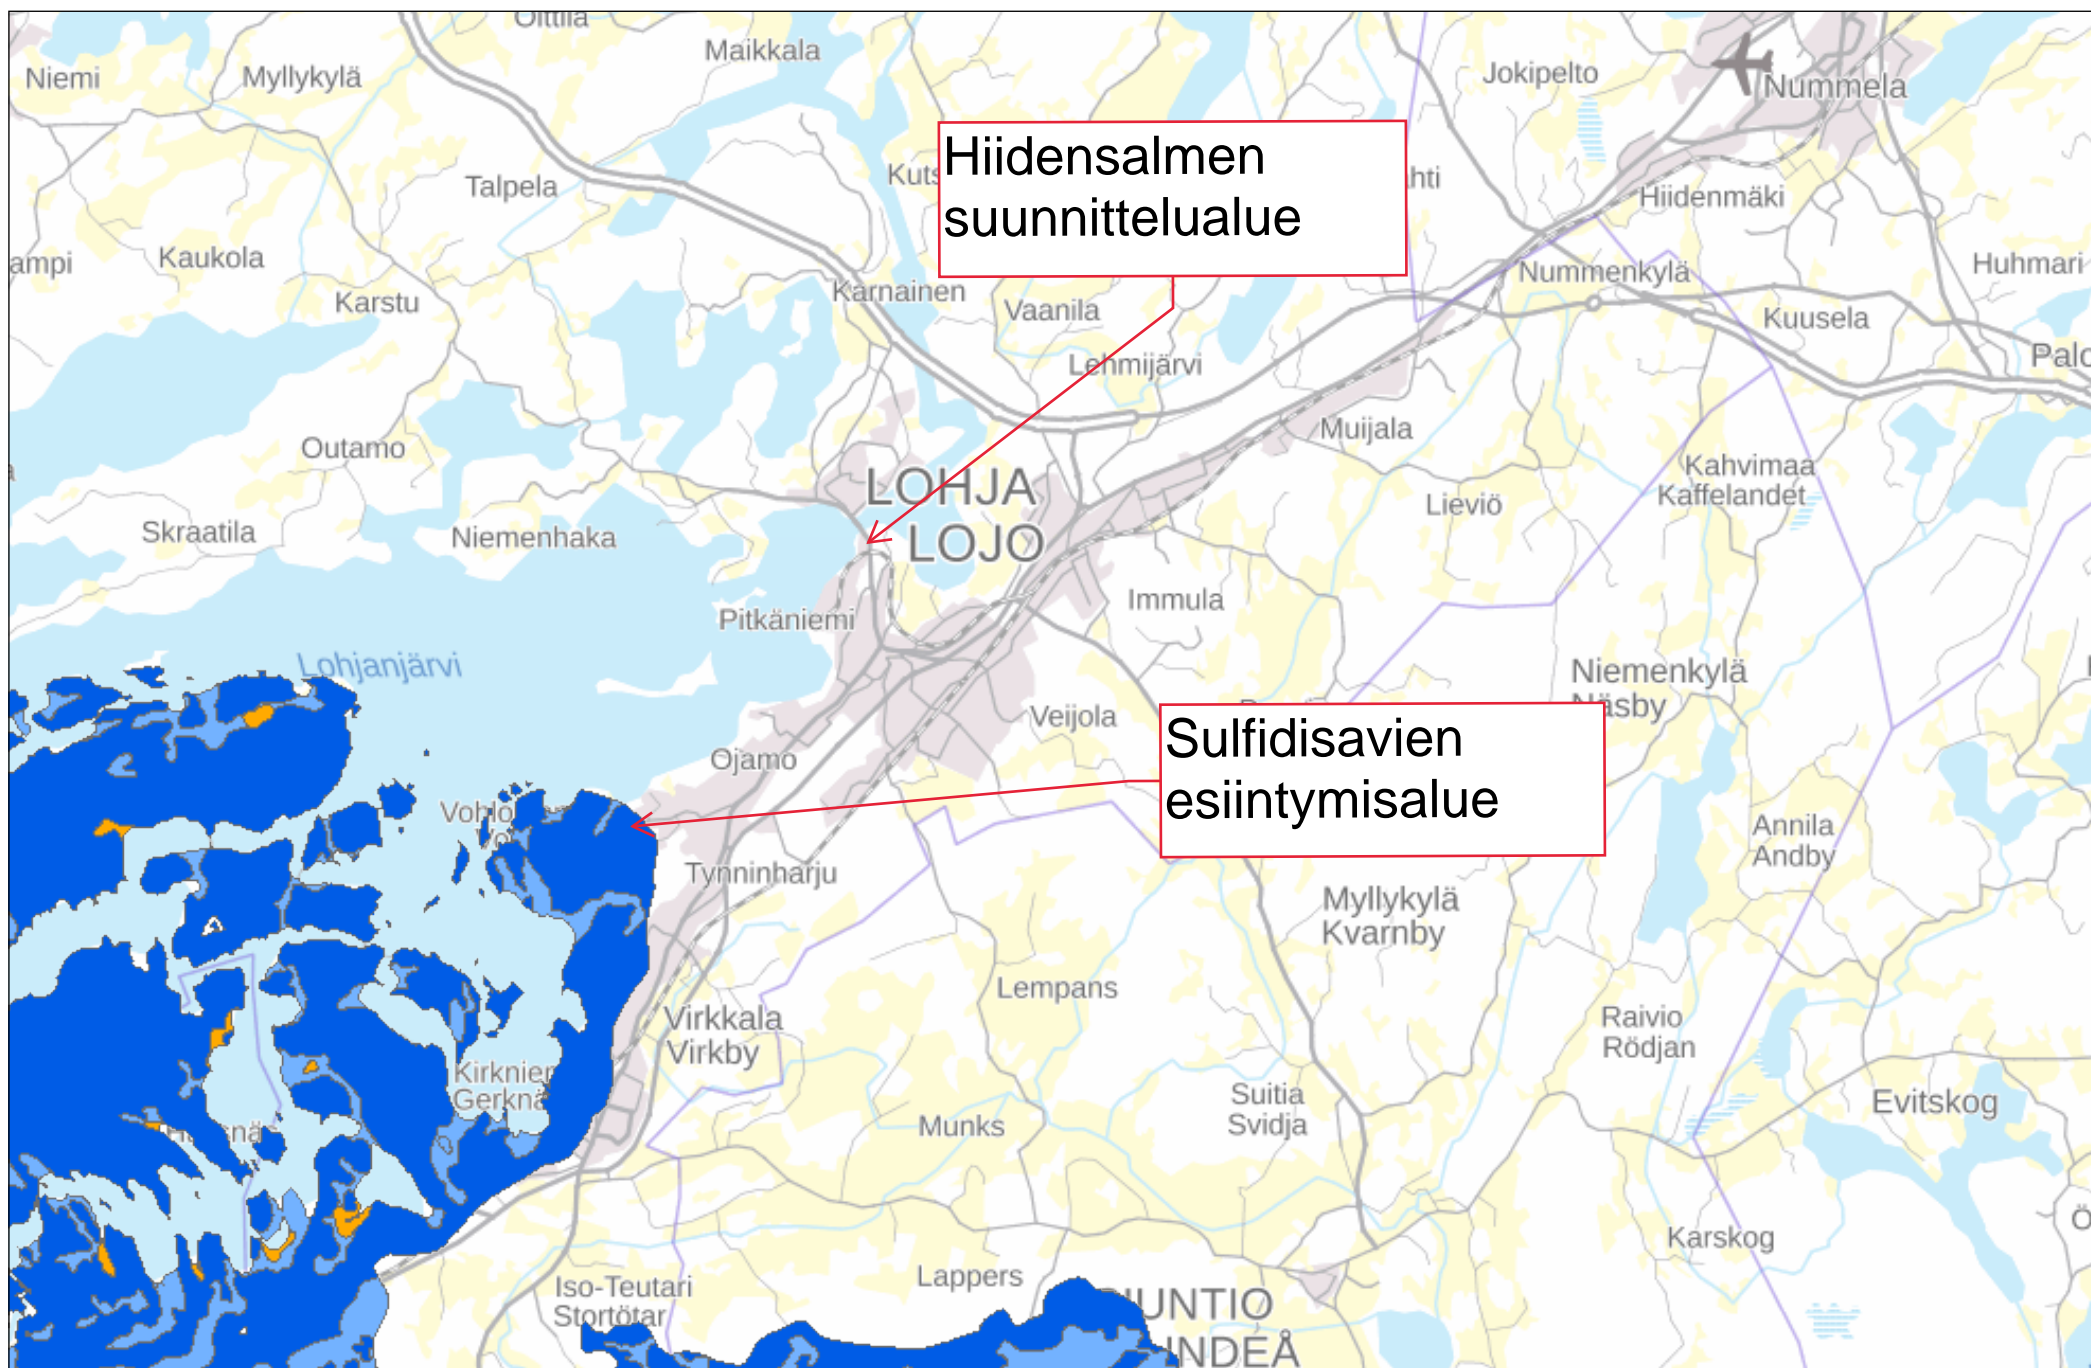 Niemi
Myllykylä
Maikkala
Jokipelto
Nummela
Hiidensalmen
suunnittelualue
Talpela
Hiidenmäki
Kaukola
Karstu
Karnainen
Vaanila
Nummenkylä
Huhmari
Kuusela
Lehmijärvi
Outamo
Muijala
LOHJA
LOJO
Kahvimaa
Kaffelandet
Lieviö
Skraatila
Niemenhaka
Immula
Pitkäniemi
Lohjanjärvi
Niemenkylä
Veijola
Sulfidisavien
esiintymisalue
Ojamo
Annila
Andby
Tynninharju
Myllykylä
Kvarnby
Lempans
Virkkala
Virkby
Raivio
Rödjan
Suitia
Svidja
Evitskog
Munks
Karskog
Iso-Teutari
Stortötar
Lappers